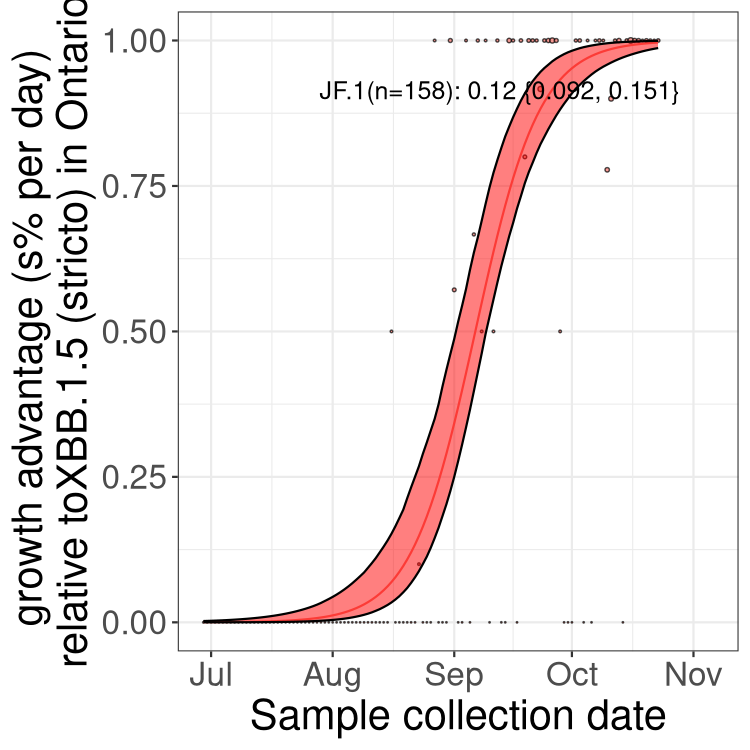 growth advantage (s% per day)
relative toXBB.1.5 (stricto) in Ontario
1.00
0.75
0.50
0.25
0.00
JF.1(n=158): 0.12 {0.092, 0.151}
Jul Aug Sep Oct Nov
Sample collection date